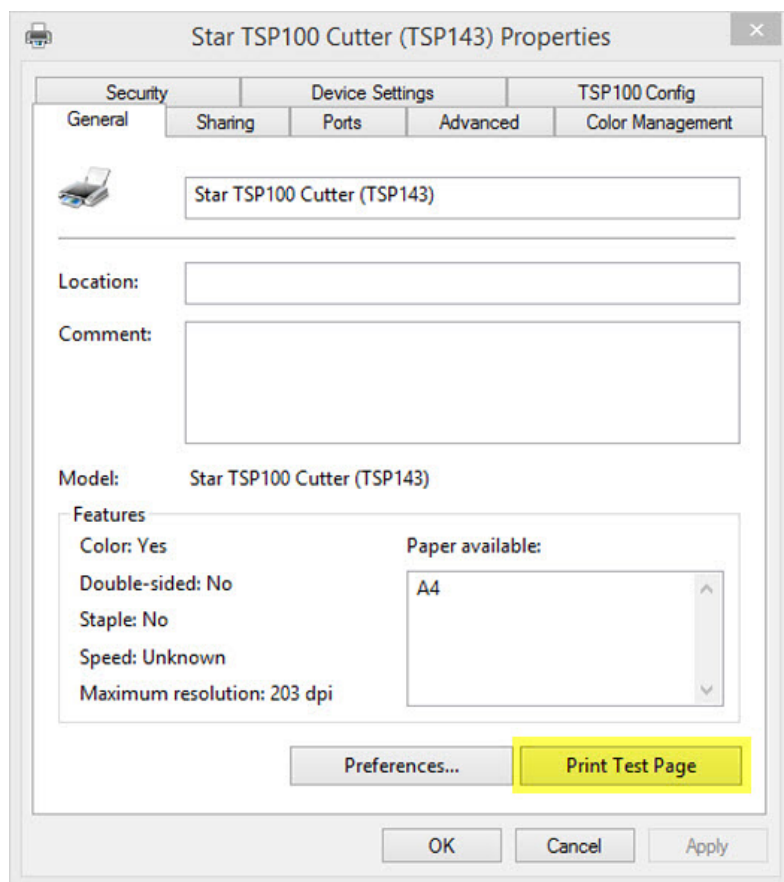 Star TSP100 Cutter (TSP143) Properties
Security Device Settings TSP100 Config
General Sharing Ports Advanced Color Management
Star TSP100 Cutter (TSP143)
Location:
Comment:
Model: Star TSP100 Cutter (TSP143)
Features
Color: Yes Paper available:
Double-sided: No A4
Staple: No
Speed: Unknown
Maximum resolution: 203 dpi
Preferences... Print Test Page
OK Cancel Apply